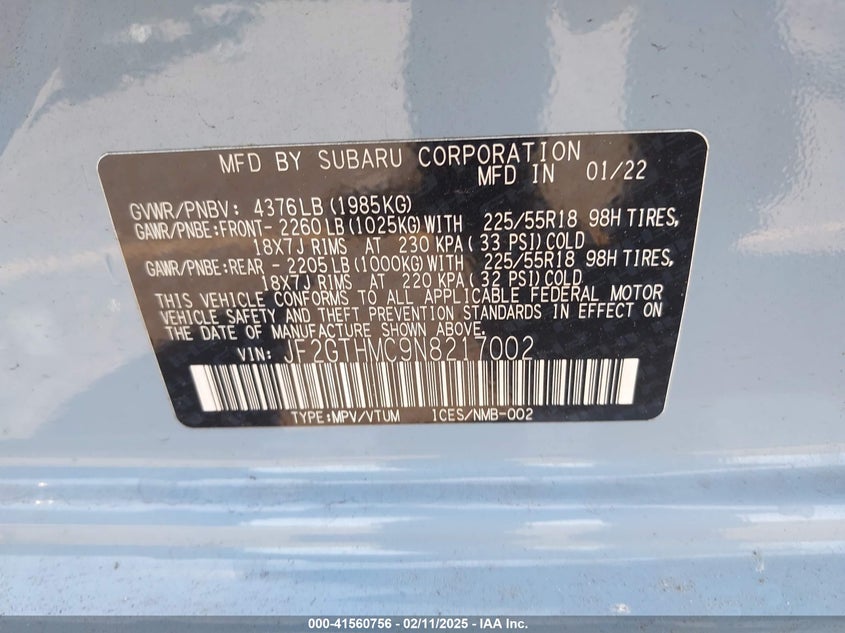 MFD BY SUBARU CORPORATION
MFD IN 01/22
GVWR/PNBV: 4376LB (1985KG)
GAWR/PNBE:FRONT- 2260 LB (1025KG) WITH 225/55R18 98H TIRES,
18X7J RIMS AT 230 KPA ( 33 PSI) COLD
GAWR/PNBE:REAR - 2205 LB (1000KG) WITH 225/55R18 98H TIRES,
18X7J RIMS AT 220 KPA ( 32 PSI) COLD.
THIS VEHICLE CONFORMS TO ALL APPLICABLE FEDERAL MOTOR
VEHICLE SAFETY AND THEFT PREVENTION STANDARDS IN EFFECT ON
THE DATE OF MANUFACTURE SHOWN ABOVE.
VIN: JF2GTHMC9N8217002
TYPE:MPV/VTUM ICES/NMB-002
000-41560756 - 02/11/2025 - IAA Inc.